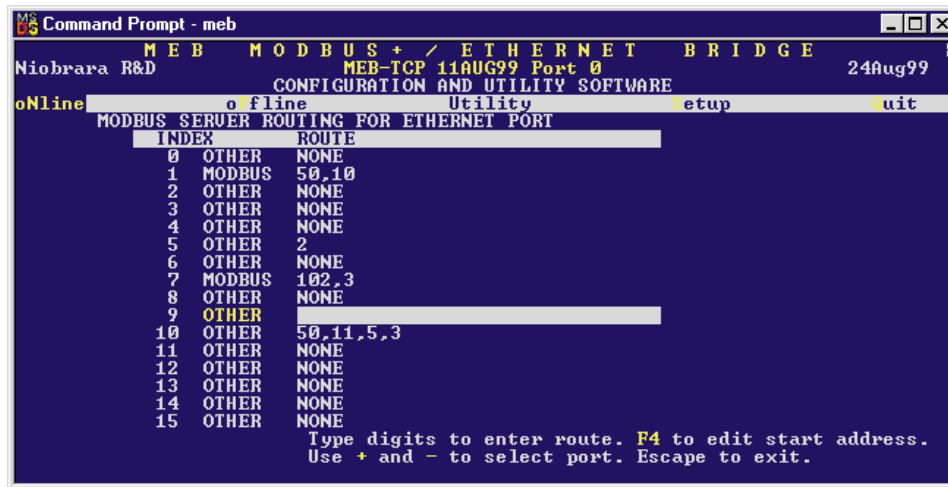 Command Prompt - meb
MEB MODBUS+ / ETHERNET BRIDGE
Niobrara R&D MEB-TCP 11AUG99 Port 0 24Aug99
CONFIGURATION AND UTILITY SOFTWARE
oNline oFfline Utility Setup Quit
MODBUS SERVER ROUTING FOR ETHERNET PORT
INDEX ROUTE
0 OTHER NONE
1 MODBUS 50,10
2 OTHER NONE
3 OTHER NONE
4 OTHER NONE
5 OTHER 2
6 OTHER NONE
7 MODBUS 102,3
8 OTHER NONE
9 OTHER
10 OTHER 50,11,5,3
11 OTHER NONE
12 OTHER NONE
13 OTHER NONE
14 OTHER NONE
15 OTHER NONE
Type digits to enter route. F4 to edit start address.
Use + and - to select port. Escape to exit.